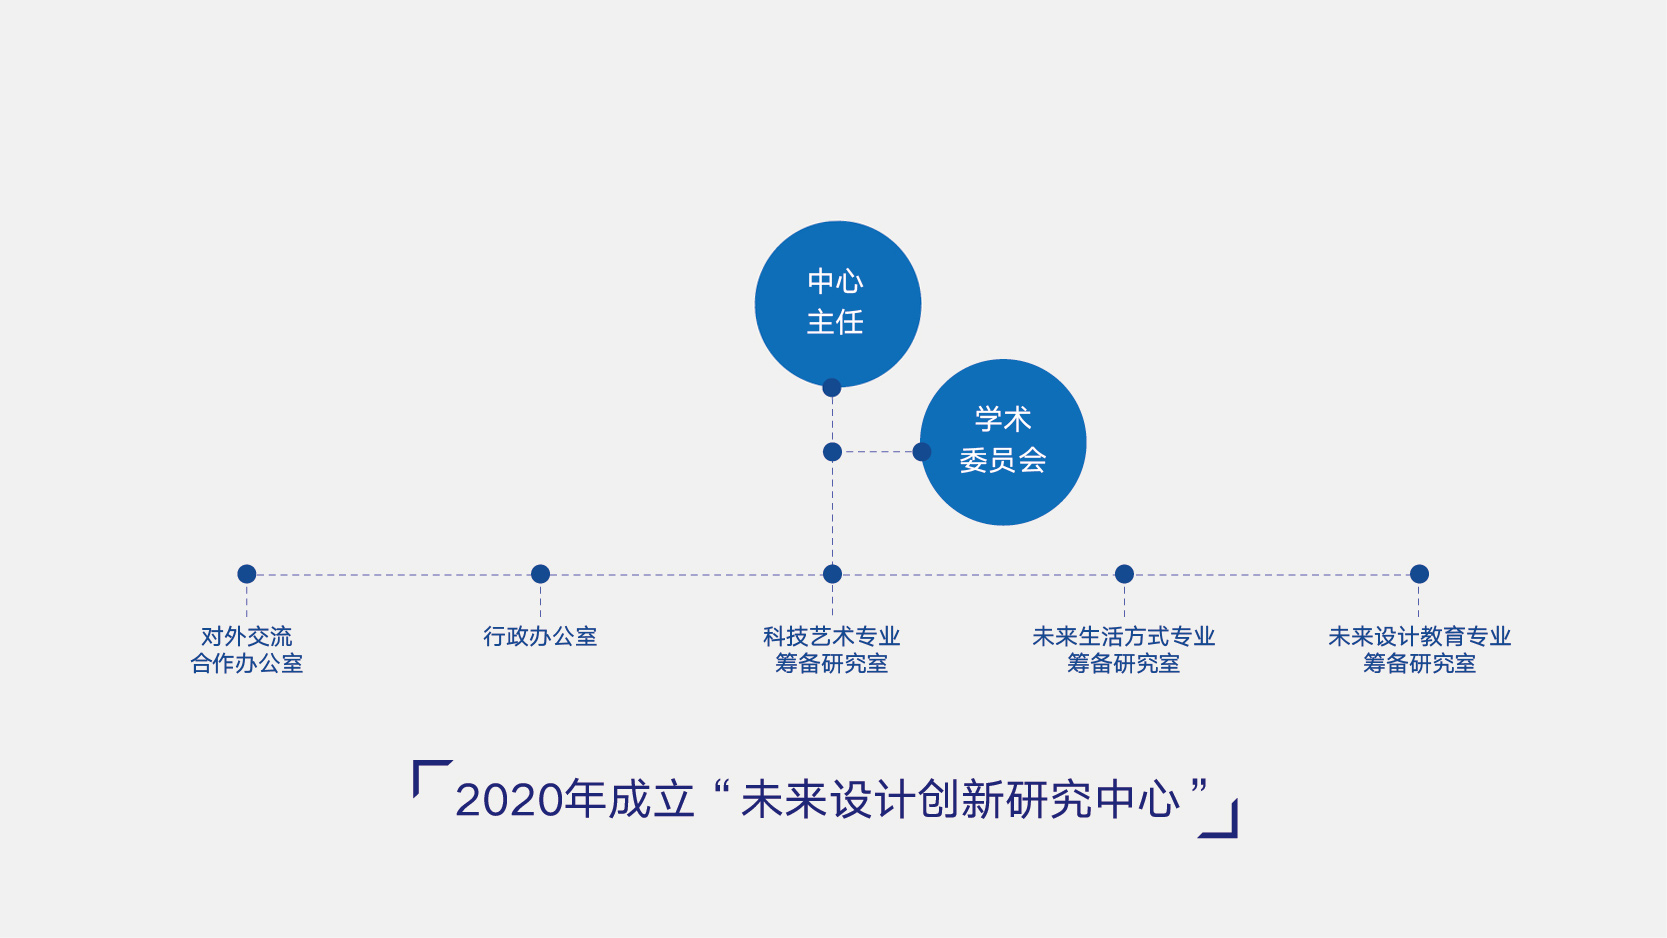 中心
主任
学术
委员会
对外交流
合作办公室
行政办公室
科技艺术专业
筹备研究室
未来生活方式专业
筹备研究室
未来设计教育专业
筹备研究室
2020年成立“未来设计创新研究中心”